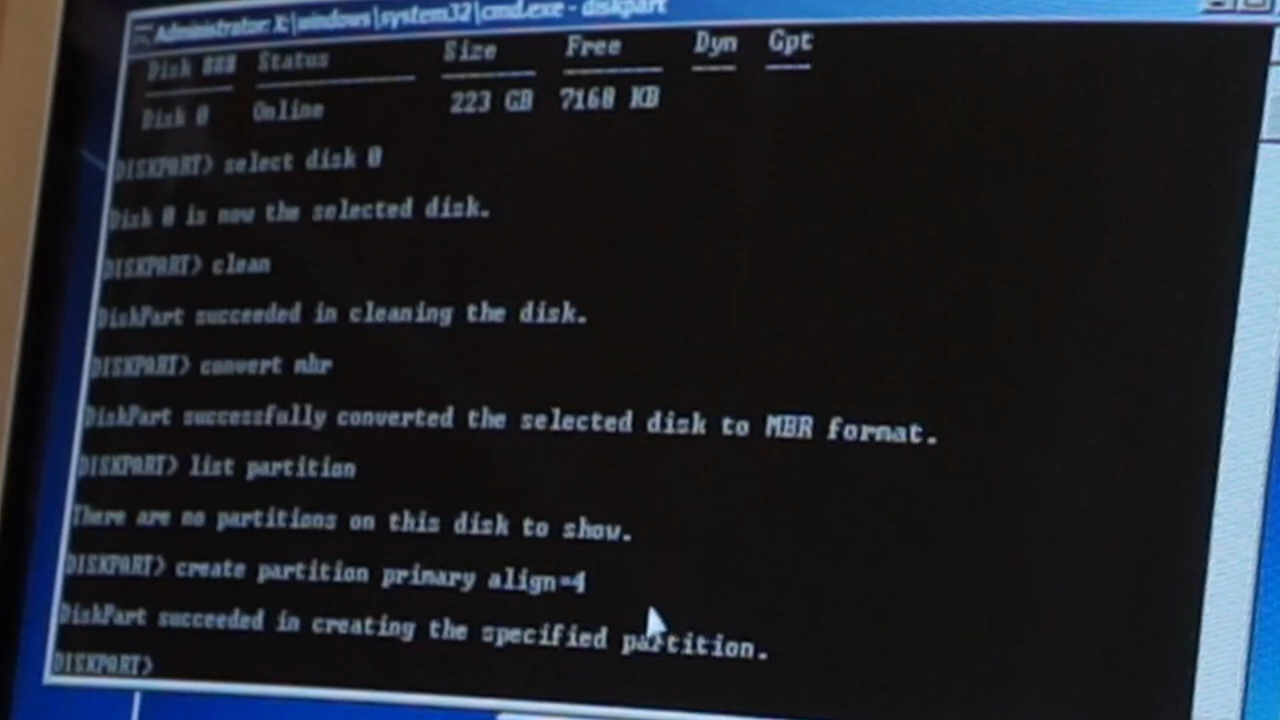 Administrator: X:\windows\system32\cmd.exe - diskpart
Disk ### Status Size Free Dyn Gpt
Disk 0 Online 223 GB 7168 KB
DISKPART> select disk 0
Disk 0 is now the selected disk.
DISKPART> clean
DiskPart succeeded in cleaning the disk.
DISKPART> convert mbr
DiskPart successfully converted the selected disk to MBR format.
DISKPART> list partition
There are no partitions on this disk to show.
DISKPART> create partition primary align=4
DiskPart succeeded in creating the specified partition.
DISKPART>